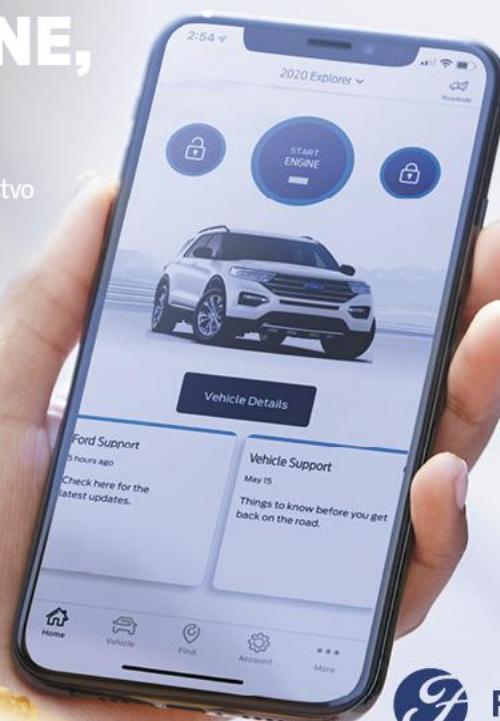 NE,
tvo
2:54
2020 Explorer
Roadside
START
ENGINE
Vehicle Details
Ford Support
5 hours ago
Check here for the
latest updates.
Vehicle Support
May 15
Things to know before you get
back on the road.
Home
Vehicle
Find
Account
More
F